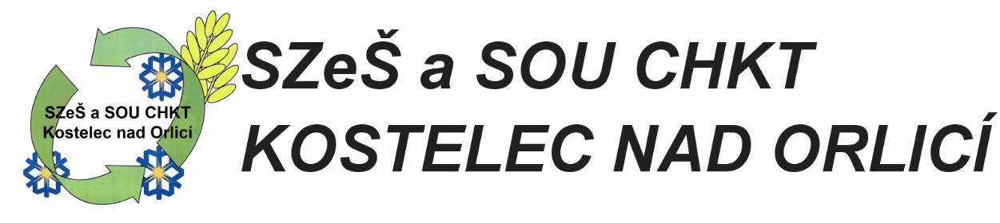 SZeŠ a SOU CHKT
Kostelec nad Orlicí
SZeŠ a SOU CHKT
KOSTELEC NAD ORLICÍ